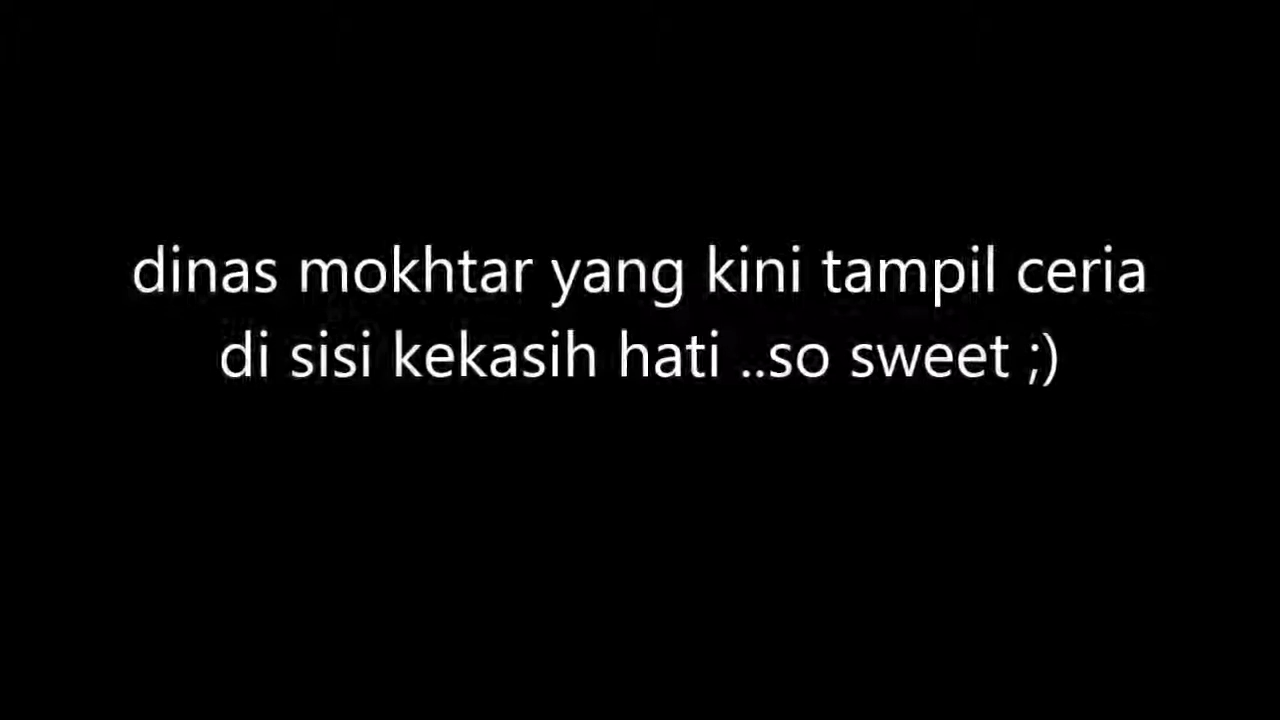 dinas mokhtar yang kini tampil ceria
di sisi kekasih hati ..so sweet ;)